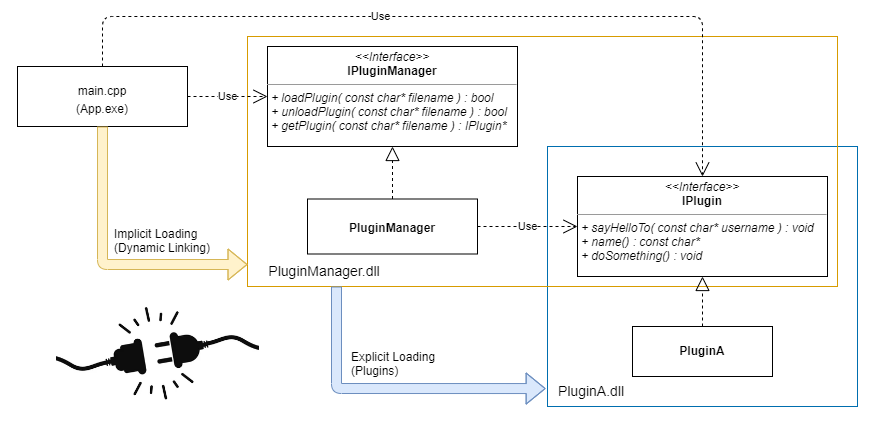 Use
<<Interface>>
IPluginManager
main.cpp
(App.exe)
Use
+ loadPlugin( const char* filename ) : bool
+ unloadPlugin( const char* filename ) : bool
+ getPlugin( const char* filename ) : IPlugin*
<<Interface>>
IPlugin
PluginManager
Use
+ sayHelloTo( const char* username ) : void
+ name() : const char*
+ doSomething() : void
Implicit Loading
(Dynamic Linking)
PluginManager.dll
PluginA
Explicit Loading
(Plugins)
PluginA.dll